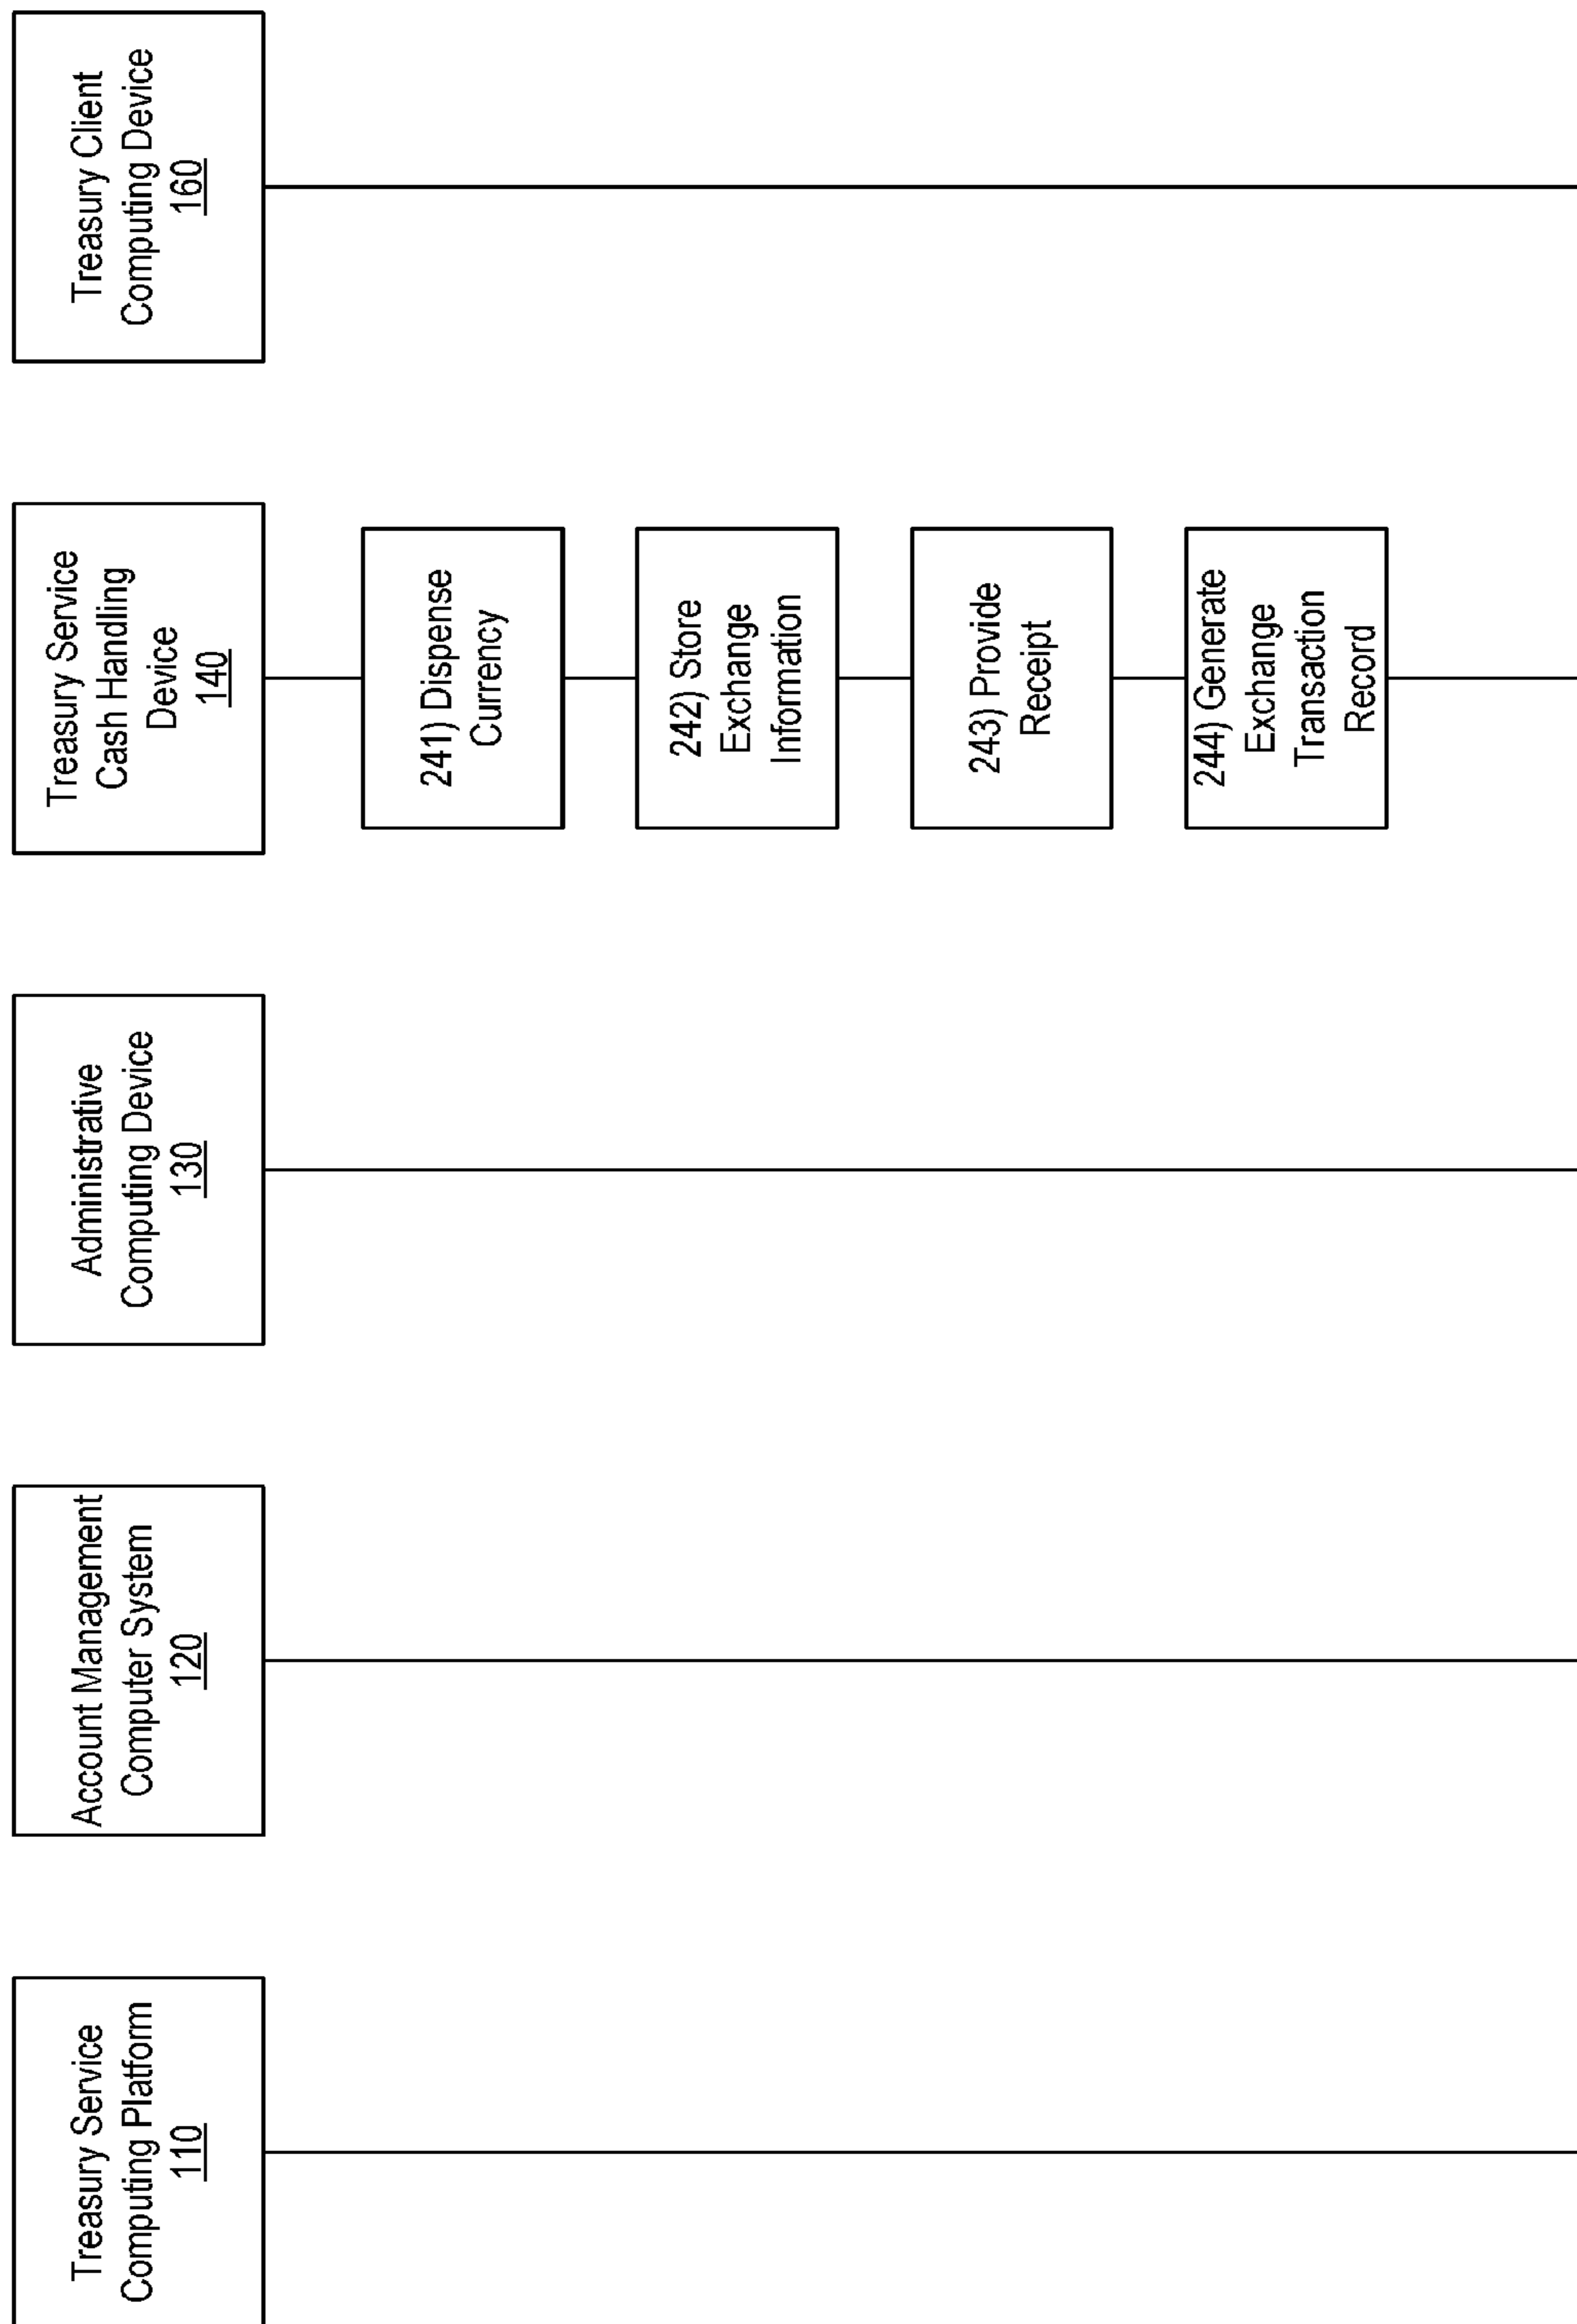 Treasury Service
Computing Platform
110
Account Management
Computer System
120
Administrative
Computing Device
130
Treasury Service
Cash Handling
Device
140
Treasury Client
Computing Device
160
241) Dispense
Currency
242) Store
Exchange
Information
243) Provide
Receipt
244) Generate
Exchange
Transaction
Record